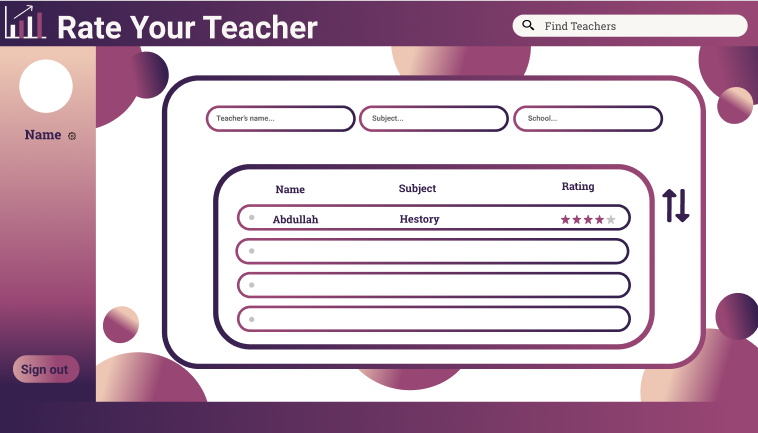 Rate Your Teacher
Find Teachers
Name
Teacher's name...
Subject...
School...
Name
Subject
Rating
Abdullah
Hestory
Sign out